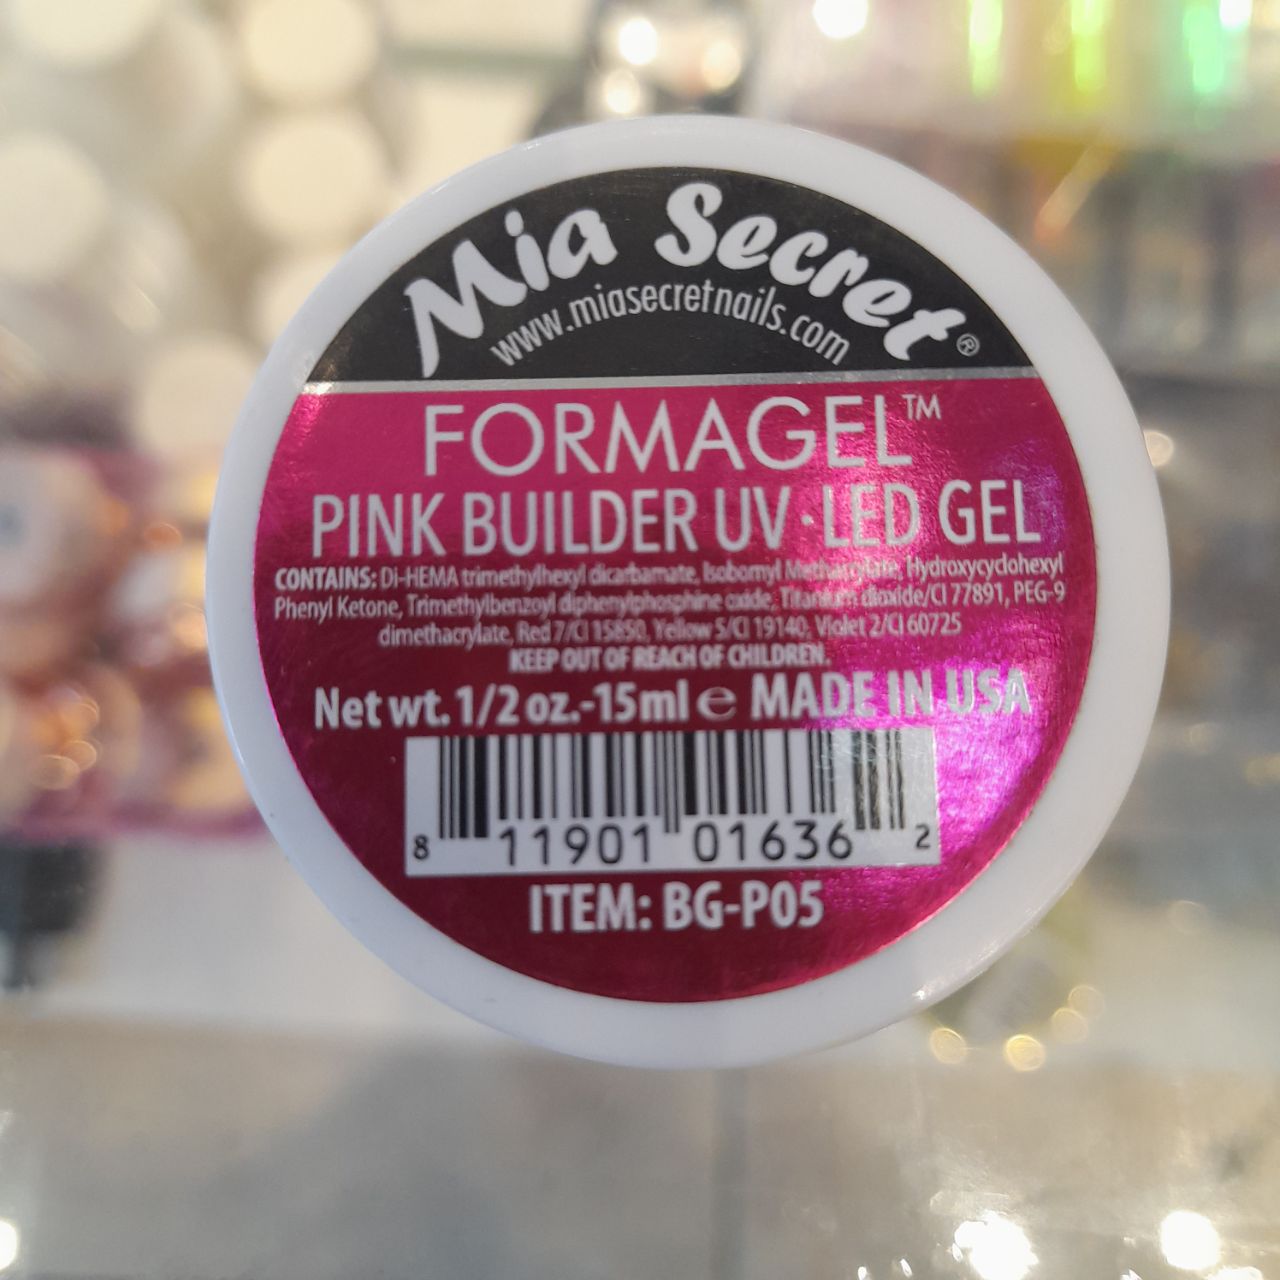 Mia Secret®
www.miasecretnails.com
FORMAGEL™
PINK BUILDER UV·LED GEL
CONTAINS: DI-HEMA trimethylhexyl dicarbamate, Isobornyl Methacrylate, Hydroxycyclohexyl
Phenyl Ketone, Trimethylbenzoyl diphenylphosphine oxide, Titanium dioxide/CI 77891, PEG-9
dimethacrylate, Red 7/CI 15850, Yellow 5/CI 19140, Violet 2/CI 60725
KEEP OUT OF REACH OF CHILDREN.
Net wt. 1/2 oz.-15ml ℮ MADE IN USA
8 11901 01636 2
ITEM: BG-P05